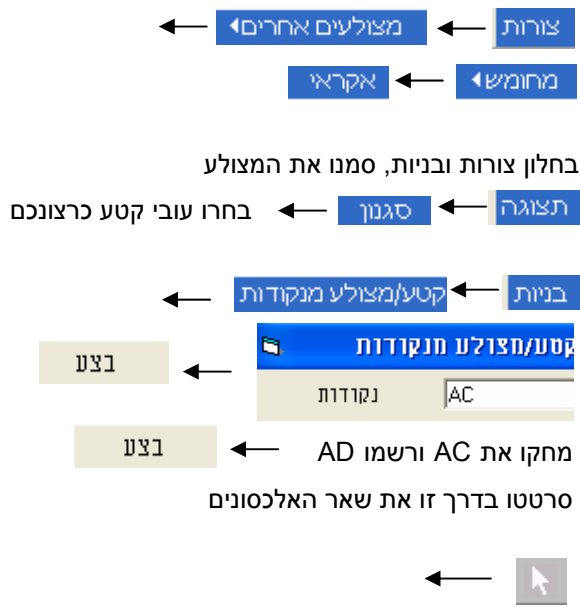 צורות מצולעים אחרים
מחומש אקראי
בחלון צורות ובניות, סמנו את המצולע
תצוגה סגנון בחרו עובי קטע כרצונכם
בניות קטע/מצולע מנקודות
קטע/מצולע מנקודות
נקודות AC בצע
מחקו את AC ורשמו AD בצע
סרטטו בדרך זו את שאר האלכסונים